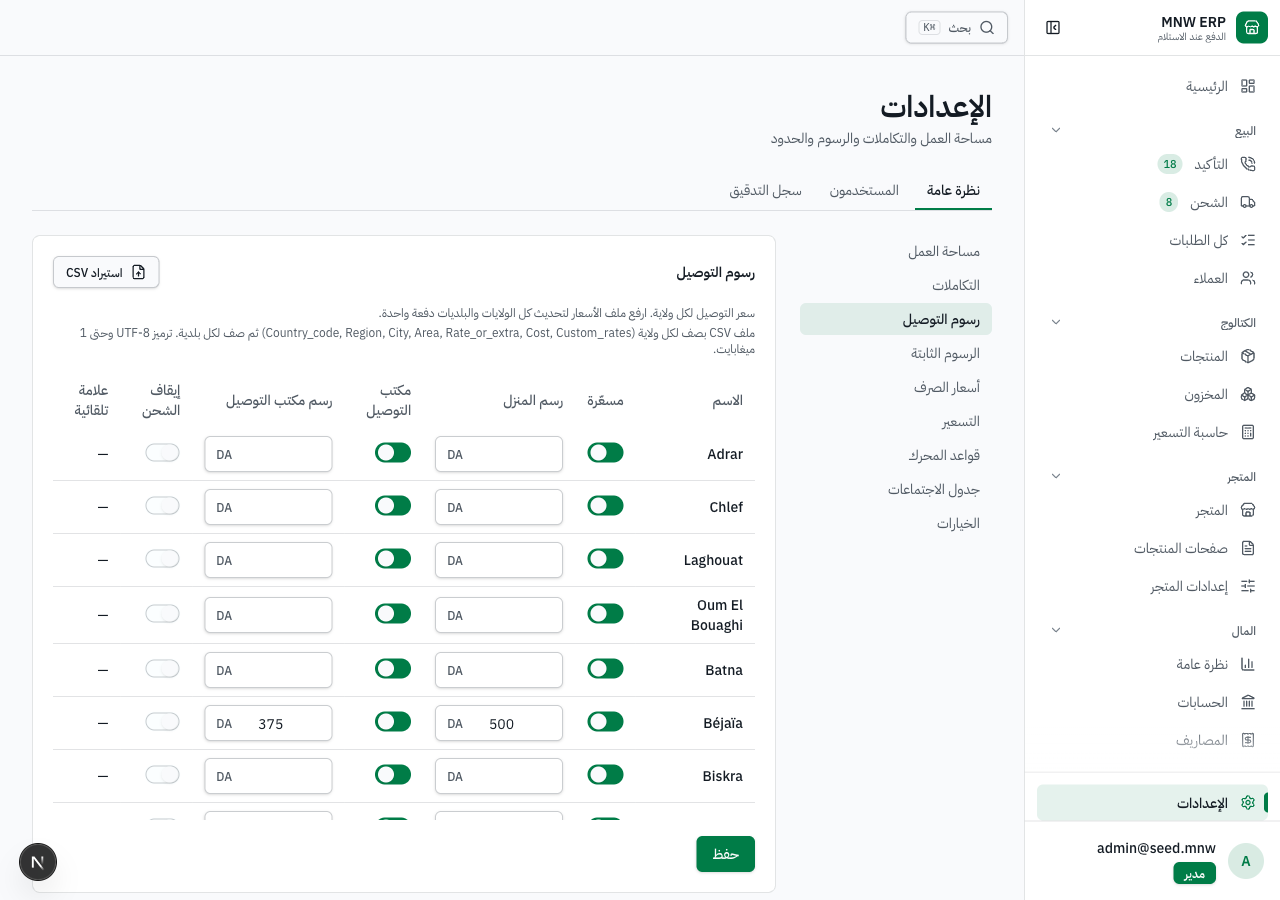 MNW ERP
الدفع عند الاستلام
الرئيسية
البيع
التأكيد 18
الشحن 8
كل الطلبات
العملاء
الكتالوج
المنتجات
المخزون
حاسبة التسعير
المتجر
المتجر
صفحات المنتجات
إعدادات المتجر
المال
نظرة عامة
الحسابات
المصاريف
الإعدادات
A
admin@seed.mnw
مدير
بحث ⌘K
الإعدادات
مساحة العمل والتكاملات والرسوم والحدود
نظرة عامة المستخدمون سجل التدقيق
مساحة العمل
التكاملات
رسوم التوصيل
الرسوم الثابتة
أسعار الصرف
التسعير
قواعد المحرك
جدول الاجتماعات
الخيارات
رسوم التوصيل
استيراد CSV
سعر التوصيل لكل ولاية. ارفع ملف الأسعار لتحديث كل الولايات والبلديات دفعة واحدة.
ملف CSV بصف لكل ولاية (Country_code, Region, City, Area, Rate_or_extra, Cost, Custom_rates) ثم صف لكل بلدية. ترميز UTF-8 وحتى 1
ميغابايت.
الاسم مسعّرة رسم المنزل مكتب التوصيل رسم مكتب التوصيل إيقاف الشحن علامة تلقائية
Adrar DA DA —
Chlef DA DA —
Laghouat DA DA —
Oum El
Bouaghi DA DA —
Batna DA DA —
Béjaïa 500 DA 375 DA —
Biskra DA DA —
حفظ
N